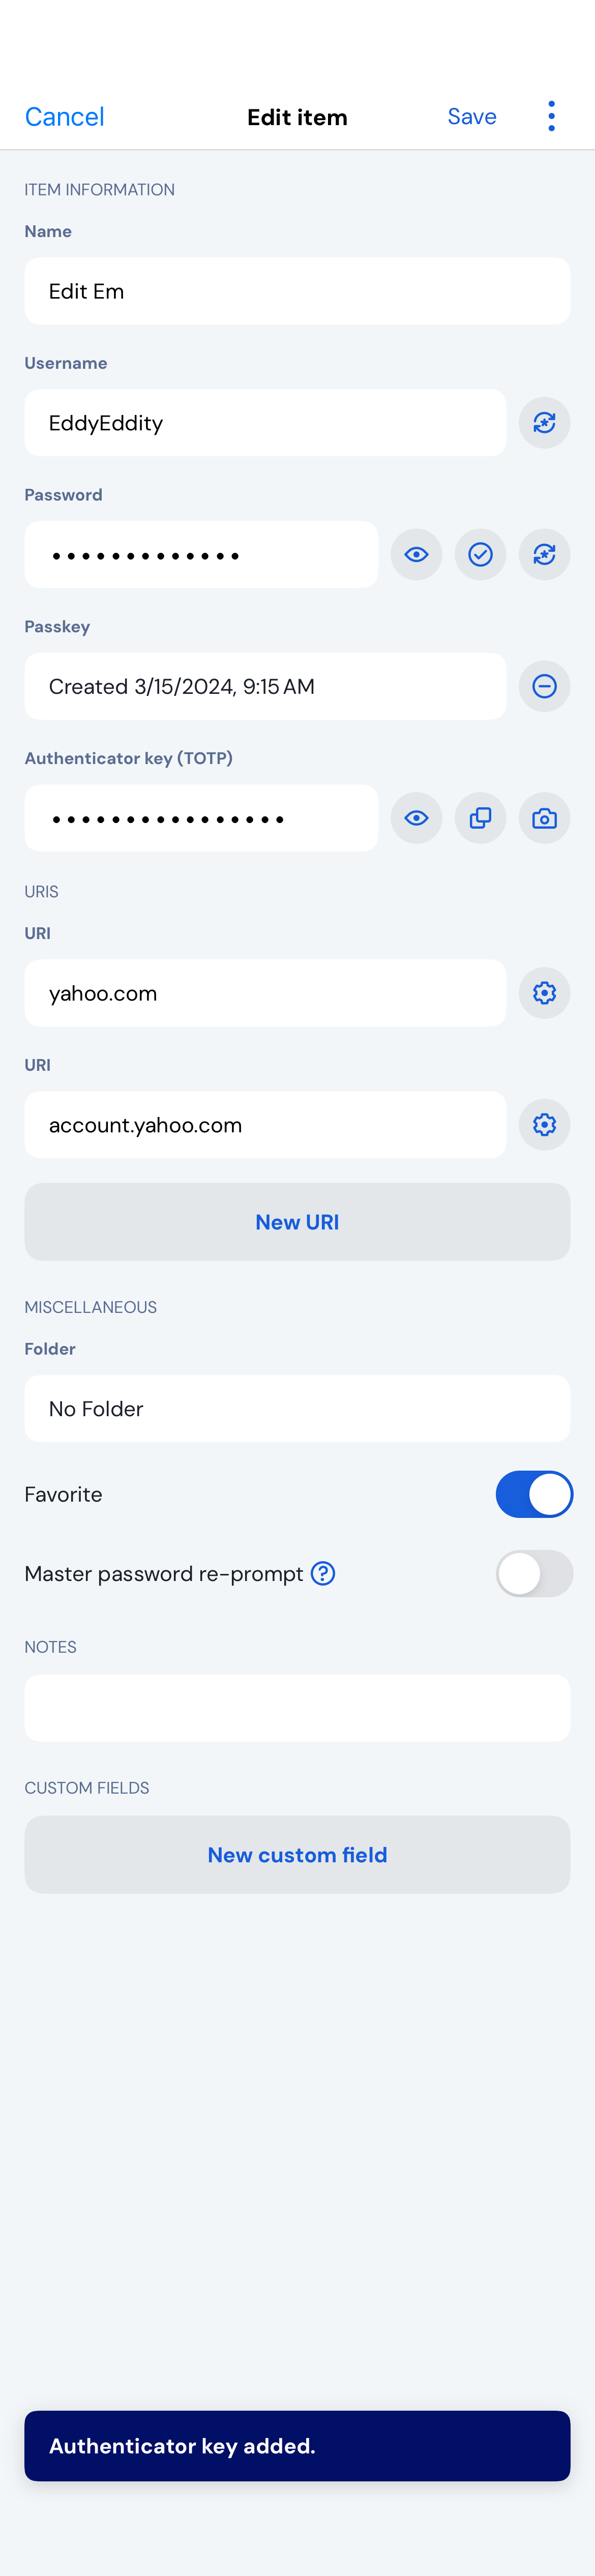 Cancel
Edit item
Save
ITEM INFORMATION
Name
Edit Em
Username
EddyEddity
Password
•••••••••••••
Passkey
Created 3/15/2024, 9:15 AM
Authenticator key (TOTP)
••••••••••••••••
URIS
URI
yahoo.com
URI
account.yahoo.com
New URI
MISCELLANEOUS
Folder
No Folder
Favorite
Master password re-prompt
NOTES
CUSTOM FIELDS
New custom field
Authenticator key added.